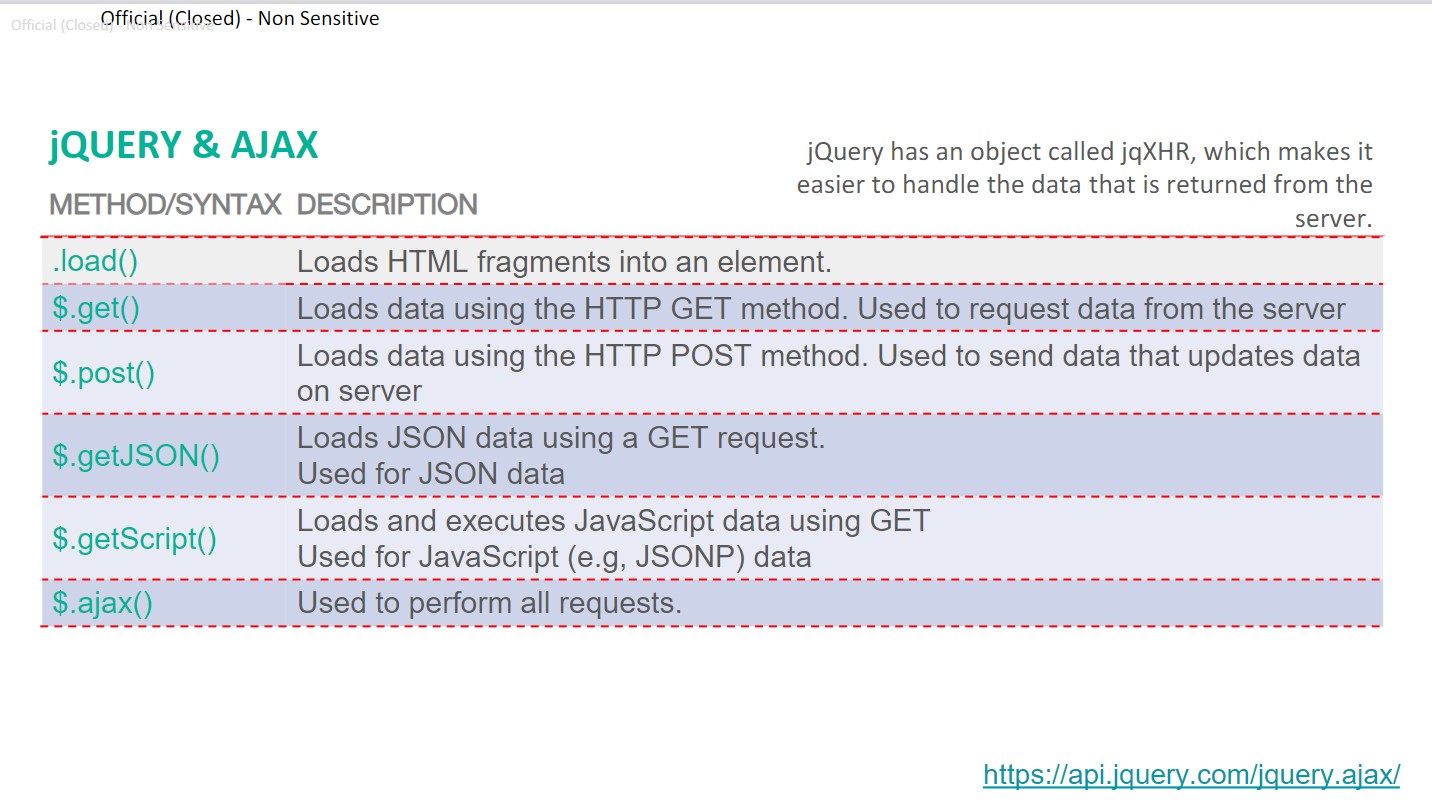 Official (Closed) - Non Sensitive
Official (Closed) - Non Sensitive
jQUERY & AJAX
jQuery has an object called jqXHR, which makes it
easier to handle the data that is returned from the
server.
METHOD/SYNTAX DESCRIPTION
.load() Loads HTML fragments into an element.
$.get() Loads data using the HTTP GET method. Used to request data from the server
$.post() Loads data using the HTTP POST method. Used to send data that updates data
on server
$.getJSON() Loads JSON data using a GET request.
Used for JSON data
$.getScript() Loads and executes JavaScript data using GET
Used for JavaScript (e.g, JSONP) data
$.ajax() Used to perform all requests.
https://api.jquery.com/jquery.ajax/